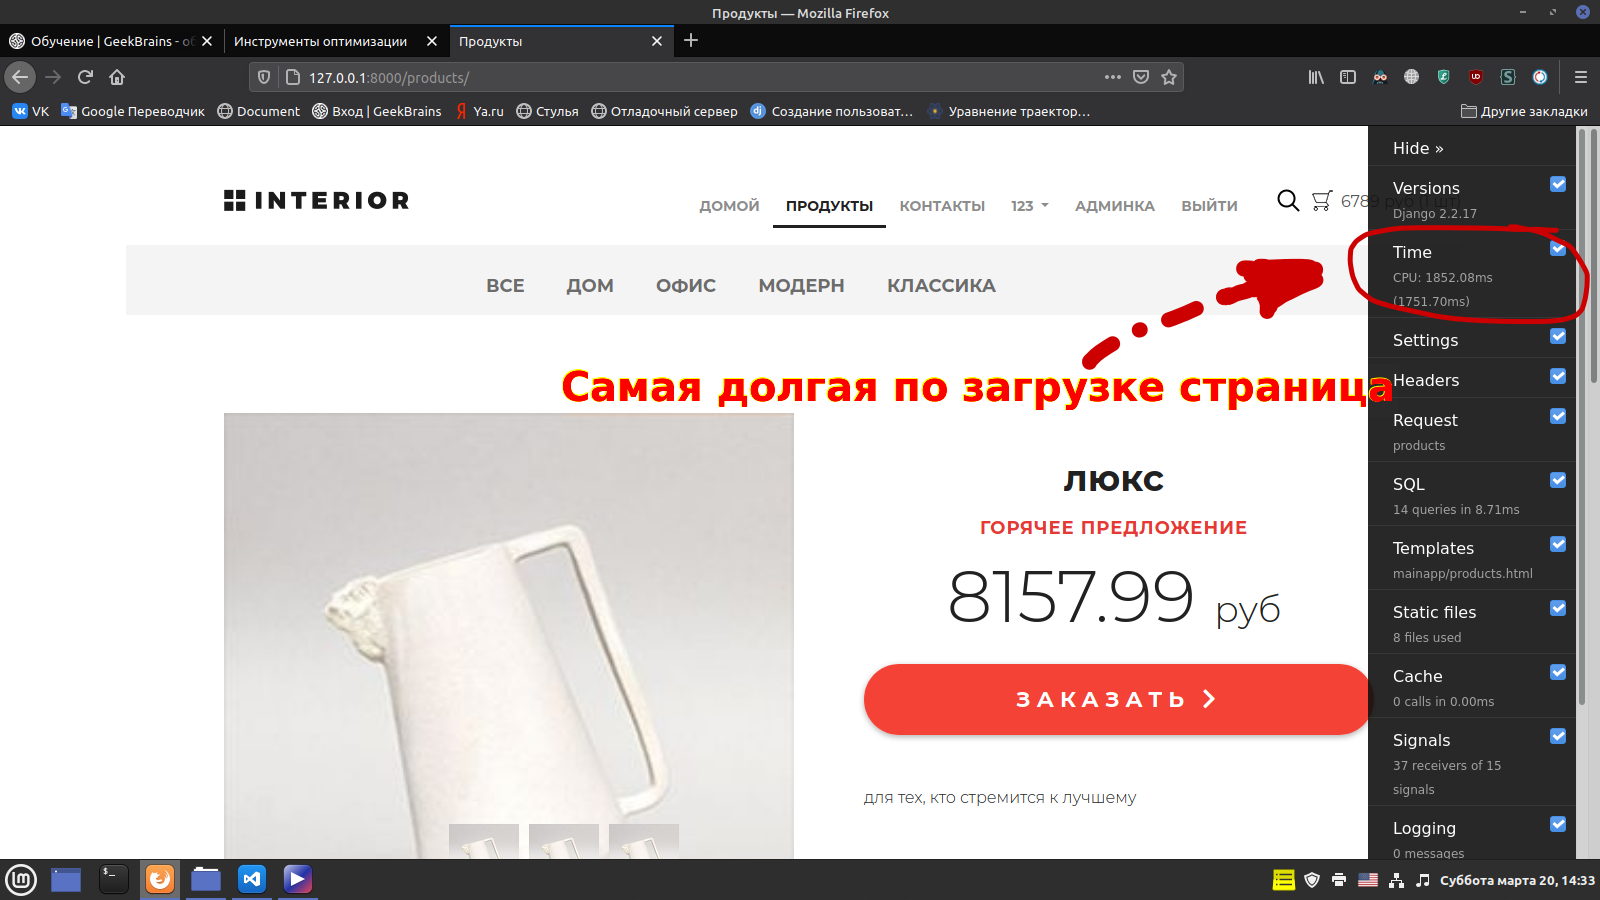 Продукты — Mozilla Firefox
Обучение | GeekBrains - об
Инструменты оптимизации
Продукты
127.0.0.1:8000/products/
VK
Google Переводчик
Document
Вход | GeekBrains
Ya.ru
Стулья
Отладочный сервер
Создание пользоват…
Уравнение траектор…
Другие закладки
INTERIOR
ДОМОЙ
ПРОДУКТЫ
КОНТАКТЫ
123
АДМИНКА
ВЫЙТИ
6789 руб (1 шт)
ВСЕ
ДОМ
ОФИС
МОДЕРН
КЛАССИКА
Самая долгая по загрузке страница
ЛЮКС
ГОРЯЧЕЕ ПРЕДЛОЖЕНИЕ
8157.99 руб
ЗАКАЗАТЬ
для тех, кто стремится к лучшему
Hide »
Versions
Django 2.2.17
Time
CPU: 1852.08ms
(1751.70ms)
Settings
Headers
Request
products
SQL
14 queries in 8.71ms
Templates
mainapp/products.html
Static files
8 files used
Cache
0 calls in 0.00ms
Signals
37 receivers of 15
signals
Logging
0 messages
Суббота марта 20, 14:33